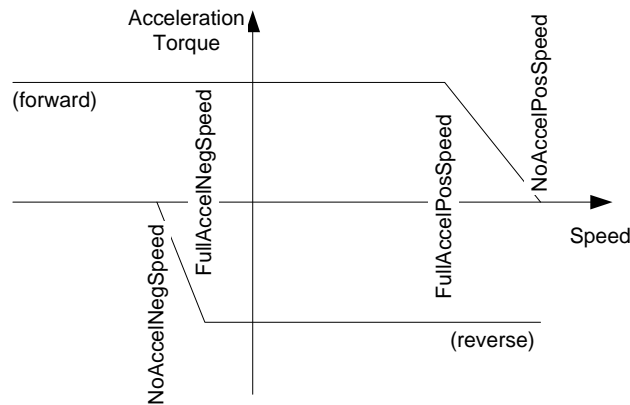 Acceleration
Torque
(forward)
FullAccelNegSpeed
NoAccelPosSpeed
FullAccelPosSpeed
Speed
NoAccelNegSpeed
(reverse)